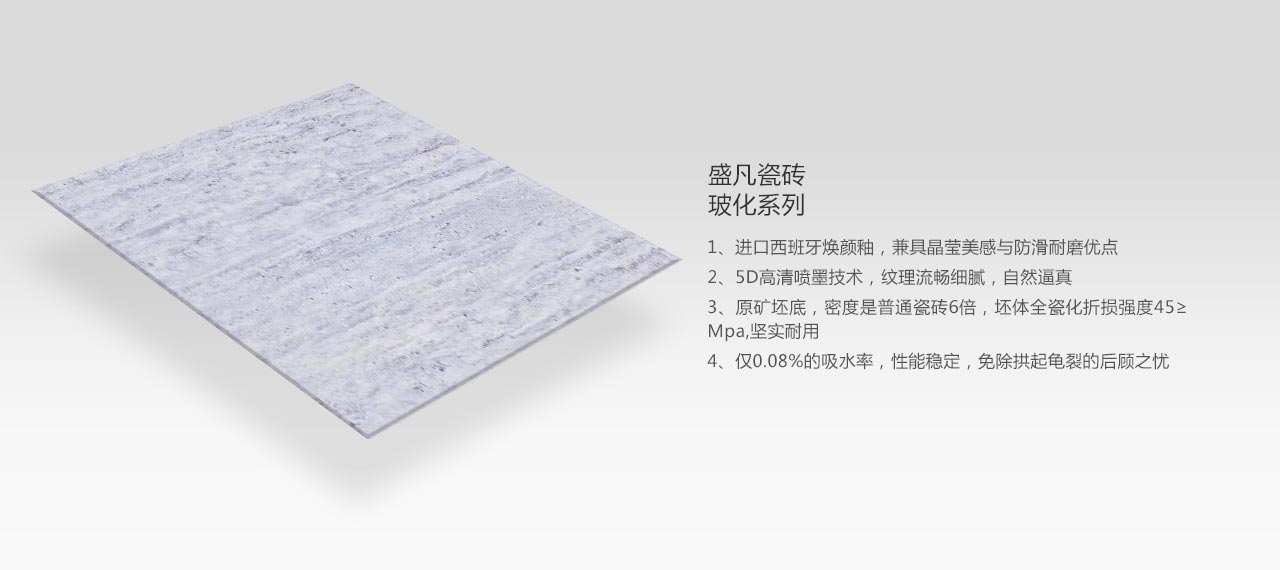 盛凡瓷砖
玻化系列
1、进口西班牙焕颜釉，兼具晶莹美感与防滑耐磨优点
2、5D高清喷墨技术，纹理流畅细腻，自然逼真
3、原矿坯底，密度是普通瓷砖6倍，坯体全瓷化折损强度45≥
Mpa,坚实耐用
4、仅0.08%的吸水率，性能稳定，免除拱起龟裂的后顾之忧